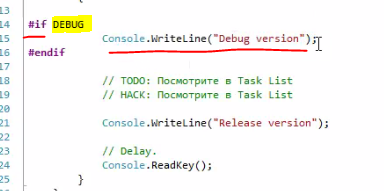 13
14 #if DEBUG
15 Console.WriteLine("Debug version");
16 #endif
17
18 // TODO: Посмотрите в Task List
19 // HACK: Посмотрите в Task List
20
21 Console.WriteLine("Release version");
22
23 // Delay.
24 Console.ReadKey();
25 }